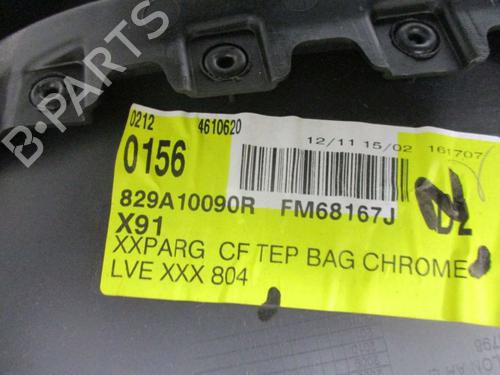 0212 4610620
12/11 15/02 161707
0156
829A10090R FM68167J
X91
XXPARG CF TEP BAG CHROME
LVE XXX 804
B-PARTS